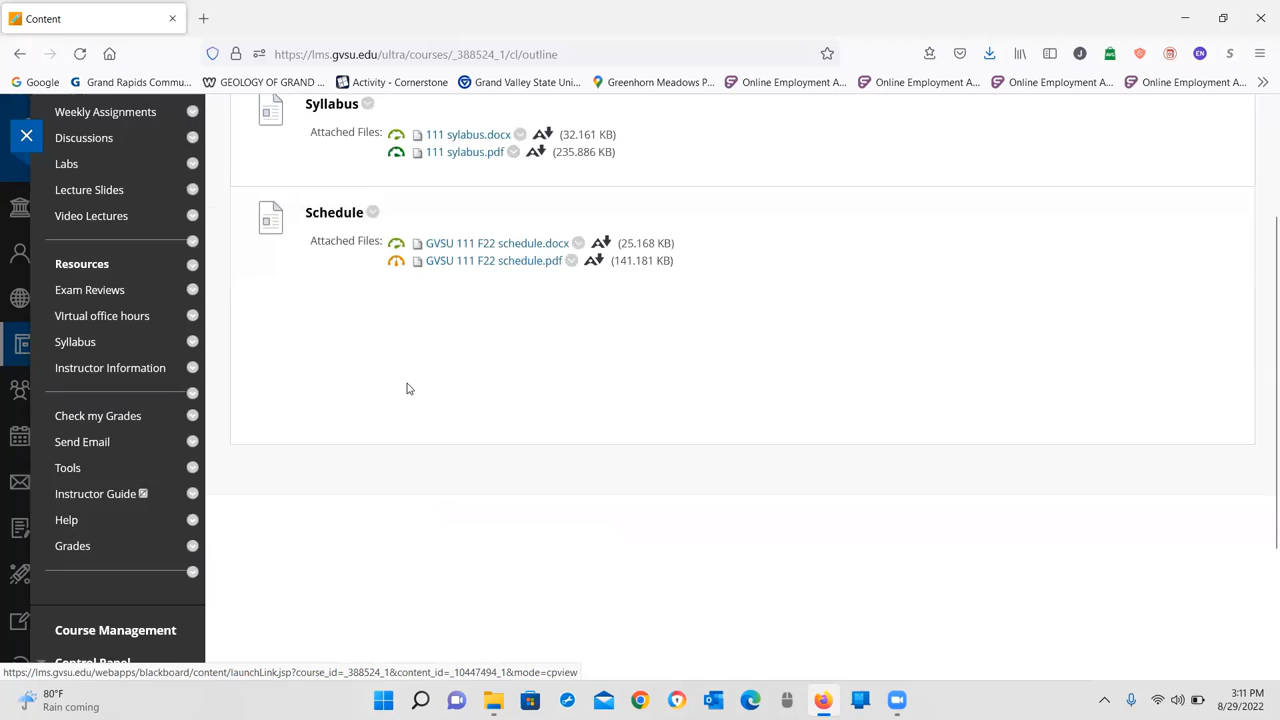 Content
https://lms.gvsu.edu/ultra/courses/_388524_1/cl/outline
J
AVG
EN
S
Google
Grand Rapids Commu...
GEOLOGY OF GRAND ...
Activity - Cornerstone
Grand Valley State Uni...
Greenhorn Meadows P...
Online Employment A...
Online Employment A...
Online Employment A...
Online Employment A...
Weekly Assignments
Discussions
Labs
Lecture Slides
Video Lectures
Resources
Exam Reviews
VIrtual office hours
Syllabus
Instructor Information
Check my Grades
Send Email
Tools
Instructor Guide
Help
Grades
Course Management
Control Panel
Syllabus
Attached Files:
111 sylabus.docx
(32.161 KB)
111 sylabus.pdf
(235.886 KB)
Schedule
Attached Files:
GVSU 111 F22 schedule.docx
(25.168 KB)
GVSU 111 F22 schedule.pdf
(141.181 KB)
https://lms.gvsu.edu/webapps/blackboard/content/launchLink.jsp?course_id=_388524_1&content_id=_10447494_1&mode=cpview
80°F
Rain coming
3:11 PM
8/29/2022